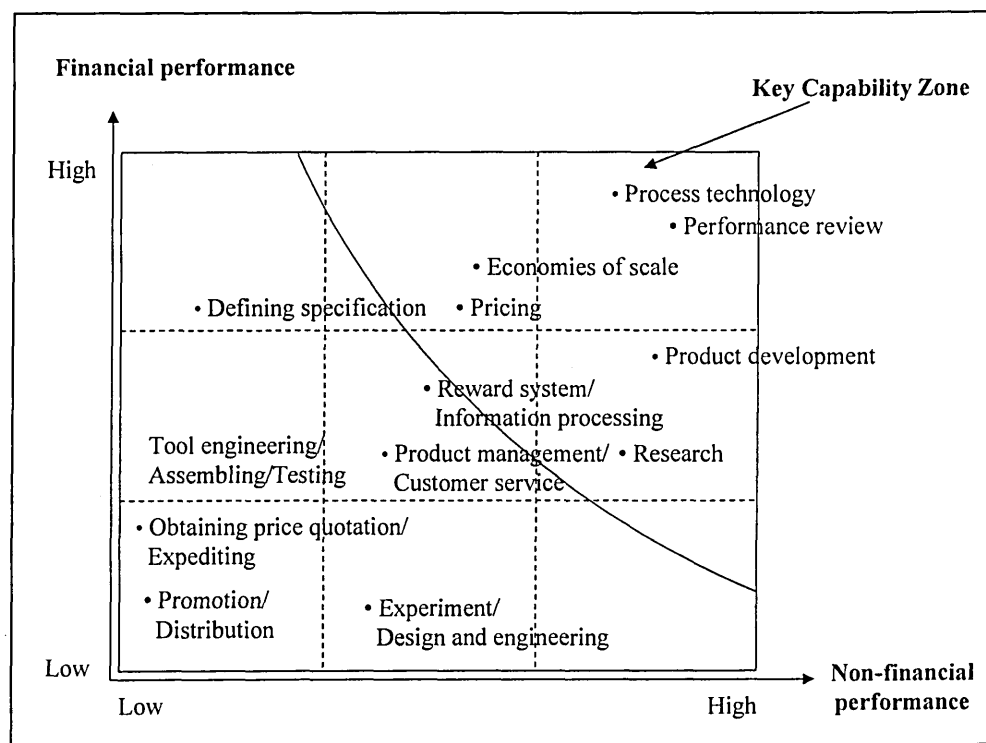 Financial performance
Key Capability Zone
High
• Process technology
• Performance review
• Economies of scale
• Defining specification
• Pricing
• Product development
• Reward system/
Information processing
Tool engineering/
Assembling/Testing
• Product management/
Customer service
• Research
• Obtaining price quotation/
Expediting
• Promotion/
Distribution
• Experiment/
Design and engineering
Low
Low
High
Non-financial
performance